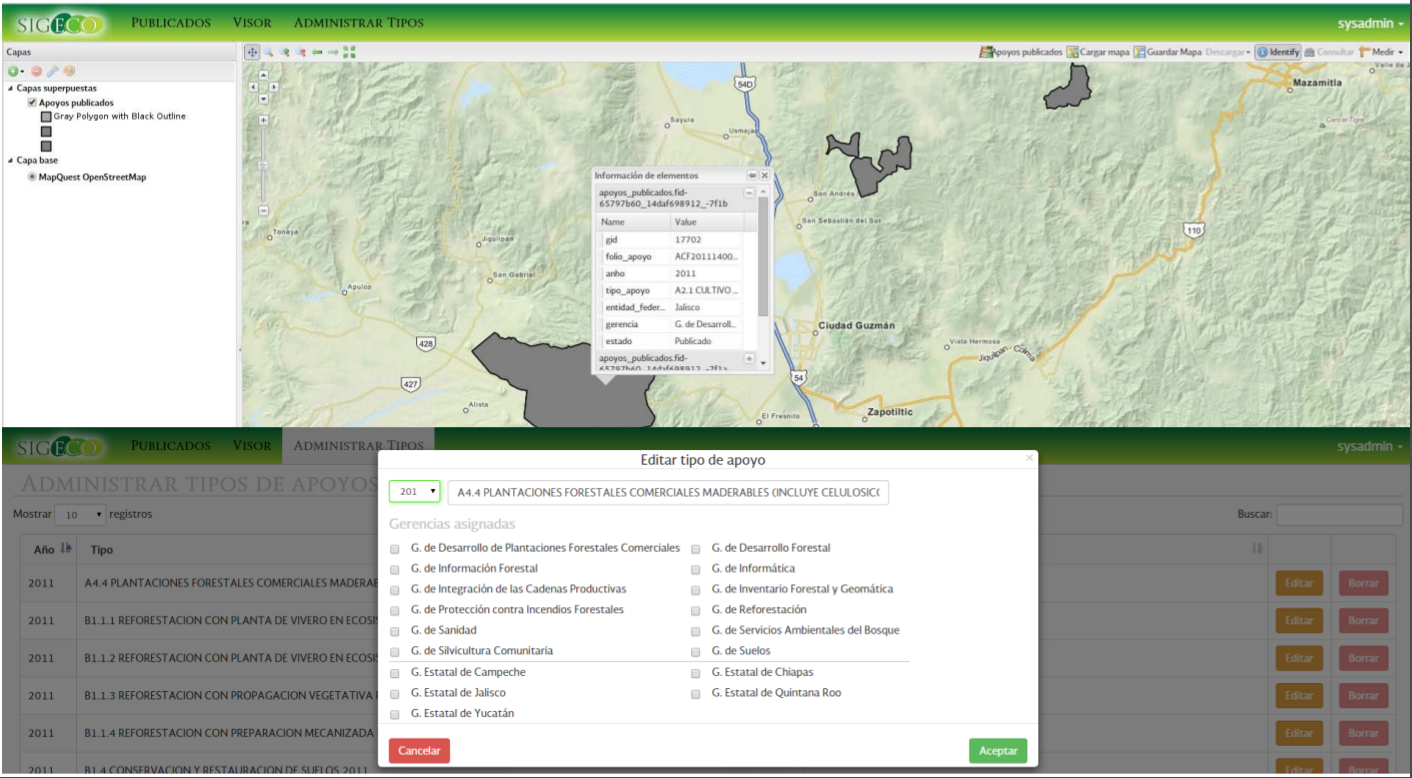 SIGECO PUBLICADOS VISOR ADMINISTRAR TIPOS sysadmin
Capas
Apoyos publicados Cargar mapa Guardar Mapa Descargar Identify Consultar Medir
Capas superpuestas
Apoyos publicados
Gray Polygon with Black Outline
Capa base
MapQuest OpenStreetMap
54D
Valle de J
Mazamitla
Cerro el Tigre
Sayula
Usmajac
San Andrés
San Sebastián del Sur
110
Toneya
Jiquilpan
San Gabriel
Apulco
Ciudad Guzmán
Vista Hermosa
Jiquilpan - Colima
428
427
54
Alista
El Fresnito
Zapotiltic
Información de elementos
apoyos_publicados.fid-
65797b60_14daf698912_-7f1b
Name Value
gid 17702
folio_apoyo ACF20111400...
anho 2011
tipo_apoyo A2.1 CULTIVO ...
entidad_feder... Jalisco
gerencia G. de Desarroll...
estado Publicado
apoyos_publicados.fid-
65797b60_14daf698912_-7f1a
SIGECO PUBLICADOS VISOR ADMINISTRAR TIPOS sysadmin
ADMINISTRAR TIPOS DE APOYOS
Mostrar 10 registros Buscar:
Año Tipo
2011 A4.4 PLANTACIONES FORESTALES COMERCIALES MADERAB Editar Borrar
2011 B1.1.1 REFORESTACION CON PLANTA DE VIVERO EN ECOSIS Editar Borrar
2011 B1.1.2 REFORESTACION CON PLANTA DE VIVERO EN ECOSIS Editar Borrar
2011 B1.1.3 REFORESTACION CON PROPAGACION VEGETATIVA Editar Borrar
2011 B1.1.4 REFORESTACION CON PREPARACION MECANIZADA Editar Borrar
2011 B1.4 CONSERVACION Y RESTAURACION DE SUELOS 2011 Editar Borrar
Editar tipo de apoyo ×
201 A4.4 PLANTACIONES FORESTALES COMERCIALES MADERABLES (INCLUYE CELULOSICO
Gerencias asignadas
G. de Desarrollo de Plantaciones Forestales Comerciales G. de Desarrollo Forestal
G. de Información Forestal G. de Informática
G. de Integración de las Cadenas Productivas G. de Inventario Forestal y Geomática
G. de Protección contra Incendios Forestales G. de Reforestación
G. de Sanidad G. de Servicios Ambientales del Bosque
G. de Silvicultura Comunitaria G. de Suelos
G. Estatal de Campeche G. Estatal de Chiapas
G. Estatal de Jalisco G. Estatal de Quintana Roo
G. Estatal de Yucatán
Cancelar Aceptar